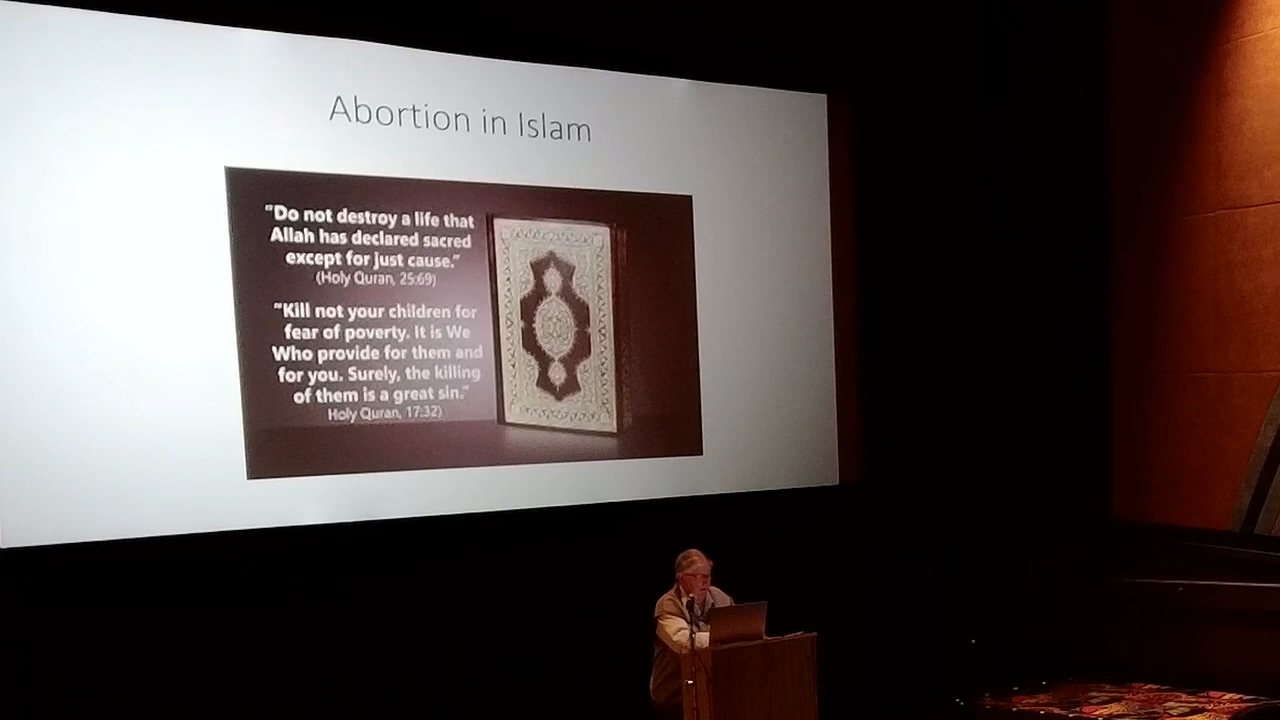 Abortion in Islam
"Do not destroy a life that
Allah has declared sacred
except for just cause."
(Holy Quran, 25:69)
"Kill not your children for
fear of poverty. It is We
Who provide for them and
for you. Surely, the killing
of them is a great sin."
Holy Quran, 17:32)